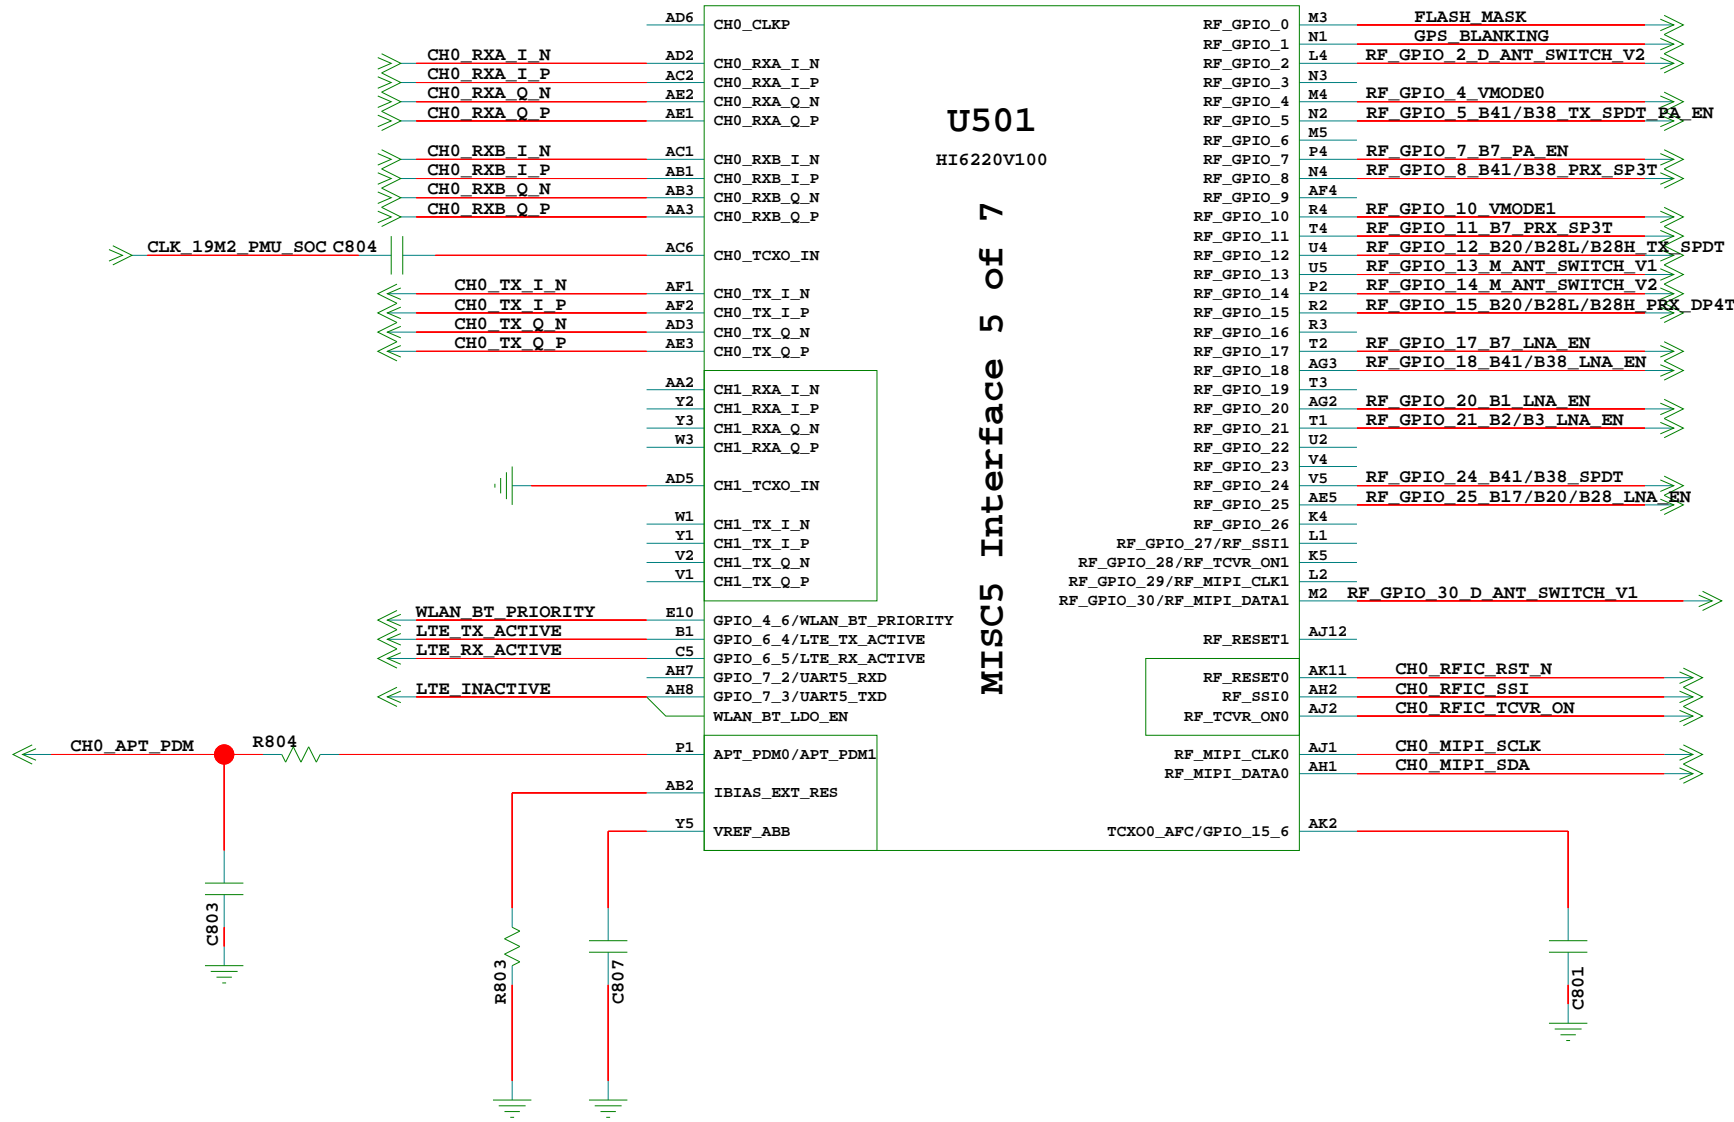 U501
HI6220V100
MISC5 Interface 5 of 7
AD6 CH0_CLKP
CH0_RXA_I_N AD2 CH0_RXA_I_N
CH0_RXA_I_P AC2 CH0_RXA_I_P
CH0_RXA_Q_N AE2 CH0_RXA_Q_N
CH0_RXA_Q_P AE1 CH0_RXA_Q_P
CH0_RXB_I_N AC1 CH0_RXB_I_N
CH0_RXB_I_P AB1 CH0_RXB_I_P
CH0_RXB_Q_N AB3 CH0_RXB_Q_N
CH0_RXB_Q_P AA3 CH0_RXB_Q_P
CLK_19M2_PMU_SOC C804 AC6 CH0_TCXO_IN
CH0_TX_I_N AF1 CH0_TX_I_N
CH0_TX_I_P AF2 CH0_TX_I_P
CH0_TX_Q_N AD3 CH0_TX_Q_N
CH0_TX_Q_P AE3 CH0_TX_Q_P
AA2 CH1_RXA_I_N
Y2 CH1_RXA_I_P
Y3 CH1_RXA_Q_N
W3 CH1_RXA_Q_P
AD5 CH1_TCXO_IN
W1 CH1_TX_I_N
Y1 CH1_TX_I_P
V2 CH1_TX_Q_N
V1 CH1_TX_Q_P
WLAN_BT_PRIORITY E10 GPIO_4_6/WLAN_BT_PRIORITY
LTE_TX_ACTIVE B1 GPIO_6_4/LTE_TX_ACTIVE
LTE_RX_ACTIVE C5 GPIO_6_5/LTE_RX_ACTIVE
AH7 GPIO_7_2/UART5_RXD
LTE_INACTIVE AH8 GPIO_7_3/UART5_TXD
WLAN_BT_LDO_EN
CH0_APT_PDM R804 P1 APT_PDM0/APT_PDM1
AB2 IBIAS_EXT_RES
Y5 VREF_ABB
C803
R803
C807
RF_GPIO_0 M3 FLASH_MASK
RF_GPIO_1 N1 GPS_BLANKING
RF_GPIO_2 L4 RF_GPIO_2_D_ANT_SWITCH_V2
RF_GPIO_3 N3
RF_GPIO_4 M4 RF_GPIO_4_VMODE0
RF_GPIO_5 N2 RF_GPIO_5_B41/B38_TX_SPDT_PA_EN
RF_GPIO_6 M5
RF_GPIO_7 P4 RF_GPIO_7_B7_PA_EN
RF_GPIO_8 N4 RF_GPIO_8_B41/B38_PRX_SP3T
RF_GPIO_9 AF4
RF_GPIO_10 R4 RF_GPIO_10_VMODE1
RF_GPIO_11 T4 RF_GPIO_11_B7_PRX_SP3T
RF_GPIO_12 U4 RF_GPIO_12_B20/B28L/B28H_TX_SPDT
RF_GPIO_13 U5 RF_GPIO_13_M_ANT_SWITCH_V1
RF_GPIO_14 P2 RF_GPIO_14_M_ANT_SWITCH_V2
RF_GPIO_15 R2 RF_GPIO_15_B20/B28L/B28H_PRX_DP4T
RF_GPIO_16 R3
RF_GPIO_17 T2 RF_GPIO_17_B7_LNA_EN
RF_GPIO_18 AG3 RF_GPIO_18_B41/B38_LNA_EN
RF_GPIO_19 T3
RF_GPIO_20 AG2 RF_GPIO_20_B1_LNA_EN
RF_GPIO_21 T1 RF_GPIO_21_B2/B3_LNA_EN
RF_GPIO_22 U2
RF_GPIO_23 V4
RF_GPIO_24 V5 RF_GPIO_24_B41/B38_SPDT
RF_GPIO_25 AE5 RF_GPIO_25_B17/B20/B28_LNA_EN
RF_GPIO_26 K4
RF_GPIO_27/RF_SSI1 L1
RF_GPIO_28/RF_TCVR_ON1 K5
RF_GPIO_29/RF_MIPI_CLK1 L2
RF_GPIO_30/RF_MIPI_DATA1 M2 RF_GPIO_30_D_ANT_SWITCH_V1
RF_RESET1 AJ12
RF_RESET0 AK11 CH0_RFIC_RST_N
RF_SSI0 AH2 CH0_RFIC_SSI
RF_TCVR_ON0 AJ2 CH0_RFIC_TCVR_ON
RF_MIPI_CLK0 AJ1 CH0_MIPI_SCLK
RF_MIPI_DATA0 AH1 CH0_MIPI_SDA
TCXO0_AFC/GPIO_15_6 AK2
C801